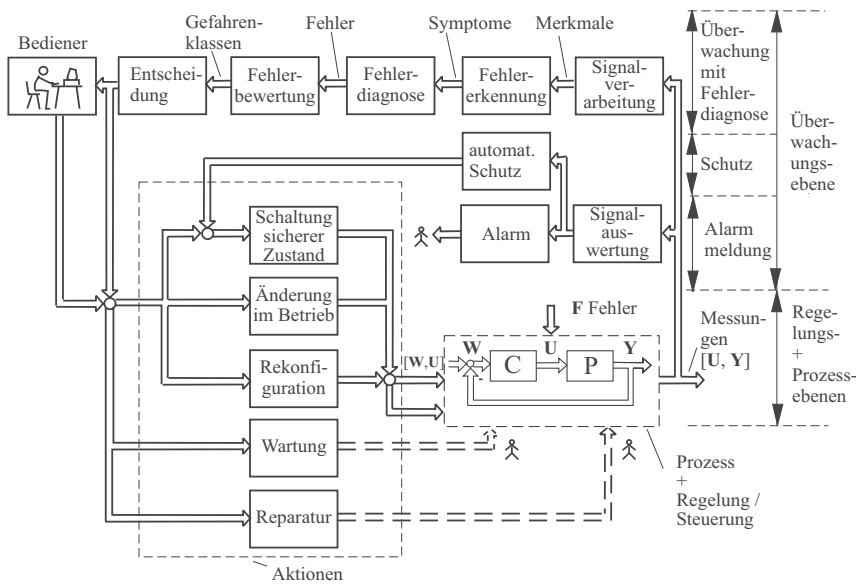 Bediener
Gefahren-
klassen
Fehler
Symptome
Merkmale
Entschei-
dung
Fehler-
bewertung
Fehler-
diagnose
Fehler-
erkennung
Signal-
ver-
arbeitung
Über-
wachung
mit
Fehler-
diagnose
Über-
wach-
ungs-
ebene
automat.
Schutz
Schutz
Schaltung
sicherer
Zustand
Alarm
Signal-
aus-
wertung
Alarm
meldung
Änderung
im Betrieb
F Fehler
Messun-
gen
[U, Y]
Rege-
lungs-
+
Prozess-
ebenen
Rekonfi-
guration
[W,U]
W
U
Y
C
P
-
Wartung
Reparatur
Prozess
+
Regelung /
Steuerung
Aktionen